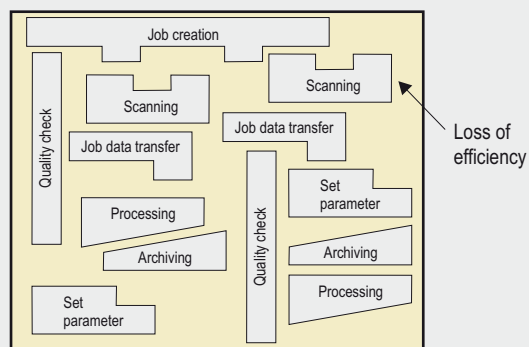 Job creation
Scanning
Scanning
Quality check
Job data transfer
Job data transfer
Loss of
efficiency
Set
parameter
Processing
Quality check
Archiving
Archiving
Processing
Set
parameter